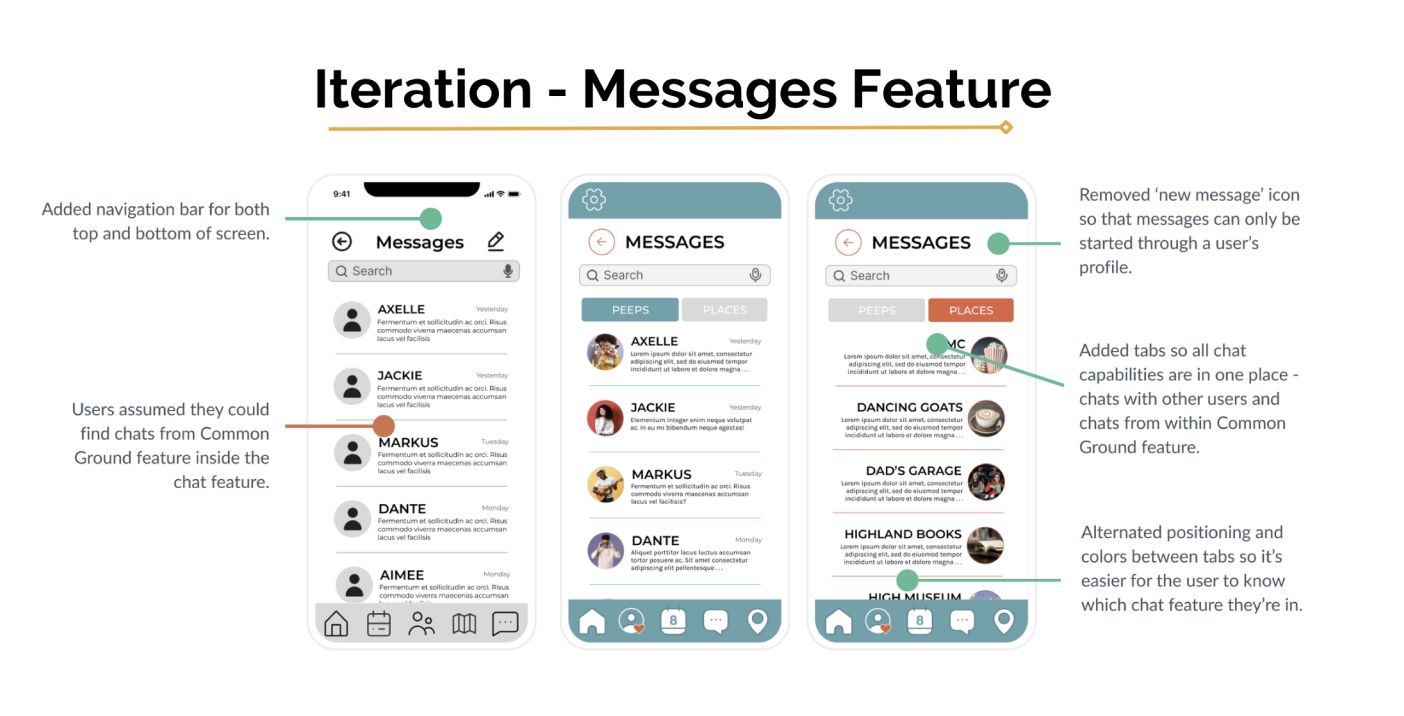 Iteration - Messages Feature
Added navigation bar for both
top and bottom of screen.
Users assumed they could
find chats from Common
Ground feature inside the
chat feature.
9:41
Messages
Search
AXELLE
Yesterday
Fermentum et sollicitudin ac orci. Risus
commodo viverra maecenas accumsan
lacus vel facilisis
JACKIE
Yesterday
Fermentum et sollicitudin ac orci. Risus
commodo viverra maecenas accumsan
lacus vel facilisis
MARKUS
Tuesday
Fermentum et sollicitudin ac orci. Risus
commodo viverra maecenas accumsan
lacus vel facilisis
DANTE
Monday
Fermentum et sollicitudin ac orci. Risus
commodo viverra maecenas accumsan
lacus vel facilisis
AIMEE
Monday
Fermentum et sollicitudin ac orci. Risus
commodo viverra maecenas accumsan
MESSAGES
Search
PEEPS
PLACES
AXELLE
Yesterday
Lorem ipsum dolor sit amet, consectetur
adipiscing elit, sed do eiusmod tempor
incididunt ut labore et dolore magna ...
JACKIE
Yesterday
Elementum integer enim neque volutpat
ac. In eu mi bibendum neque egestas!
MARKUS
Tuesday
Fermentum et sollicitudin ac orci. Risus
commodo viverra maecenas accumsan
lacus vel facilisis?
DANTE
Monday
Aliquet porttitor lacus luctus accumsan
tortor posuere ac. Sit amet consectetur
adipiscing elit pellentesque ...
8
MESSAGES
Search
PEEPS
PLACES
MC
Lorem ipsum dolor sit amet, consectetur
adipiscing elit, sed do eiusmod tempor
incididunt ut labore et dolore magna ...
DANCING GOATS
Lorem ipsum dolor sit amet, consectetur
adipiscing elit, sed do eiusmod tempor
incididunt ut labore et dolore magna ...
DAD'S GARAGE
Lorem ipsum dolor sit amet, consectetur
adipiscing elit, sed do eiusmod tempor
incididunt ut labore et dolore magna ...
HIGHLAND BOOKS
Lorem ipsum dolor sit amet, consectetur
adipiscing elit, sed do eiusmod tempor
incididunt ut labore et dolore magna ...
HIGH MUSEUM
8
Removed ‘new message’ icon
so that messages can only be
started through a user’s
profile.
Added tabs so all chat
capabilities are in one place -
chats with other users and
chats from within Common
Ground feature.
Alternated positioning and
colors between tabs so it’s
easier for the user to know
which chat feature they’re in.